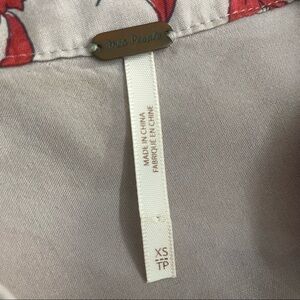 Free People
MADE IN CHINA
FABRIQUÉ EN CHINE
XS
TP